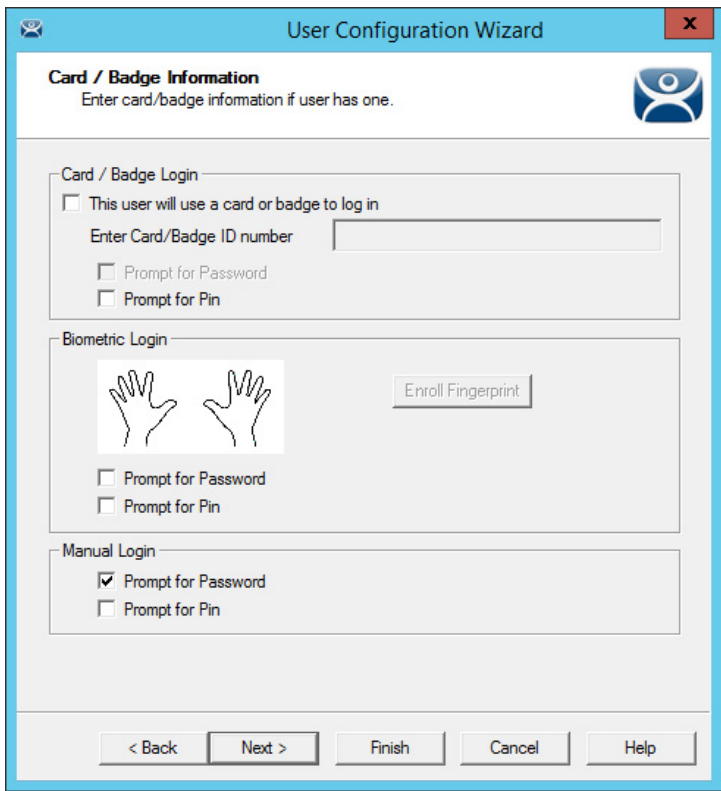 User Configuration Wizard
x
Card / Badge Information
Enter card/badge information if user has one.
Card / Badge Login
This user will use a card or badge to log in
Enter Card/Badge ID number
Prompt for Password
Prompt for Pin
Biometric Login
Enroll Fingerprint
Prompt for Password
Prompt for Pin
Manual Login
Prompt for Password
Prompt for Pin
< Back Next > Finish Cancel Help